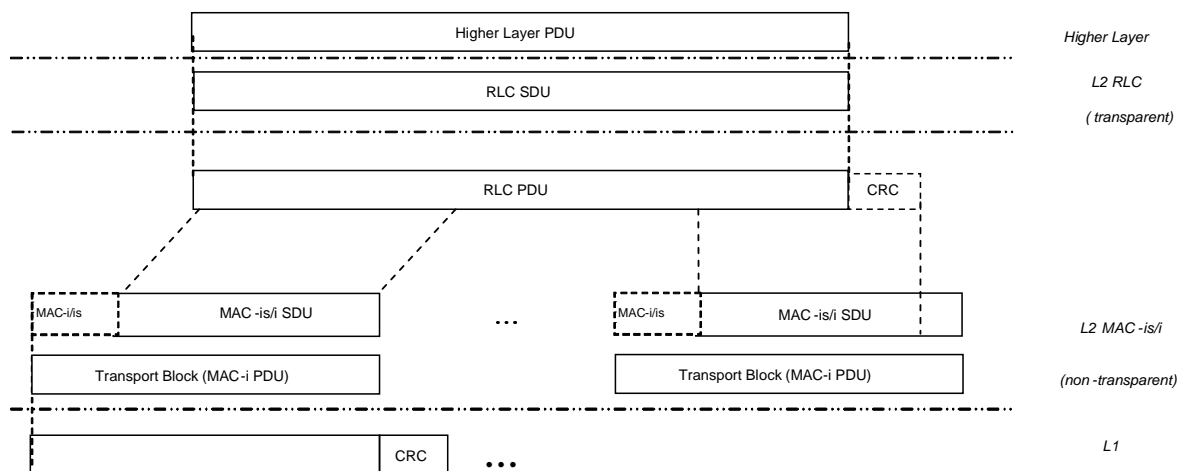 Higher Layer PDU
Higher Layer
RLC SDU
L2 RLC
( transparent)
RLC PDU
CRC
MAC-i/is
MAC -is/i SDU
...
MAC-i/is
MAC -is/i SDU
L2 MAC -is/i
Transport Block (MAC-i PDU)
Transport Block (MAC-i PDU)
(non -transparent)
CRC
...
L1